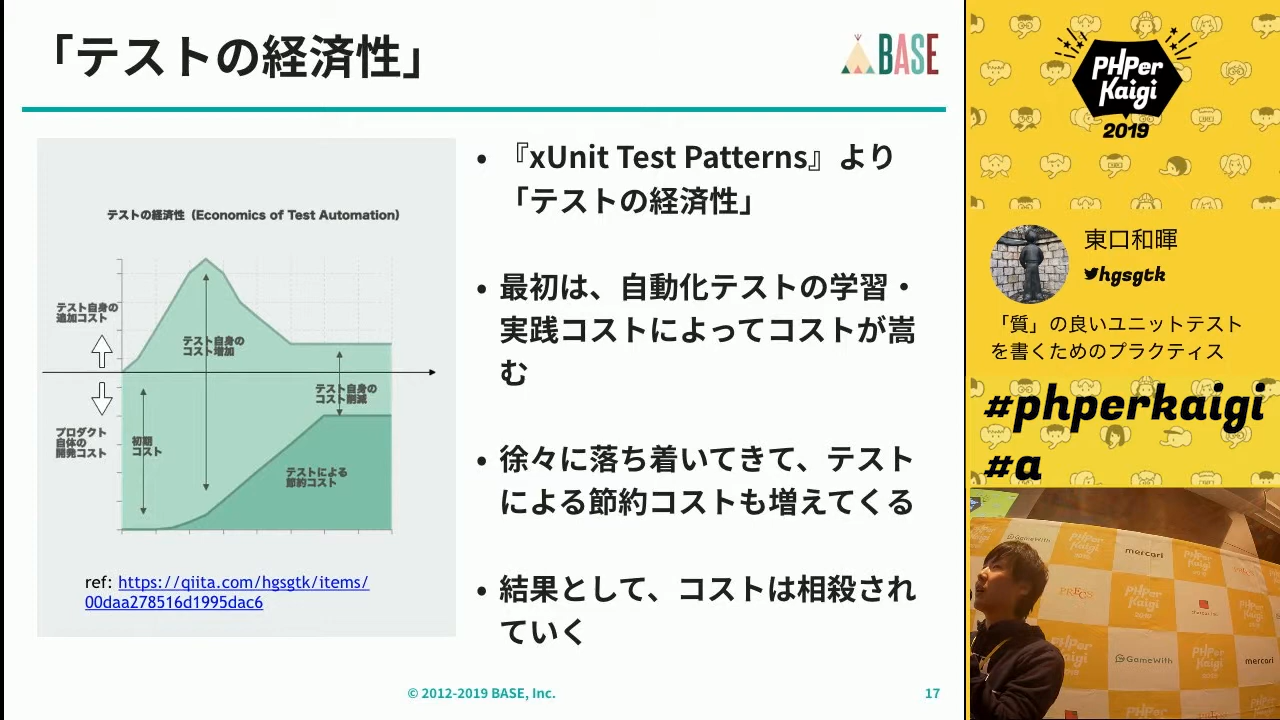 「テストの経済性」
BASE
テストの経済性（Economics of Test Automation）
テスト自身の
追加コスト
テスト自身の
コスト増加
テスト自身の
コスト削減
プロダクト
自体の
開発コスト
初期
コスト
テストによる
節約コスト
ref: https://qiita.com/hgsgtk/items/
00daa278516d1995dac6
• 『xUnit Test Patterns』より
「テストの経済性」
• 最初は、自動化テストの学習・
実践コストによってコストが嵩
む
• 徐々に落ち着いてきて、テスト
による節約コストも増えてくる
• 結果として、コストは相殺され
ていく
© 2012-2019 BASE, Inc.
17
PHPer
Kaigi
2019
東口和暉
hgsgtk
「質」の良いユニットテスト
を書くためのプラクティス
#phperkaigi
#a
GameWith
mercari
PHPer
Kaigi
PHPer
Kaigi
PHPer
Kaigi
GameWith
PHPer
Kaigi
mercari